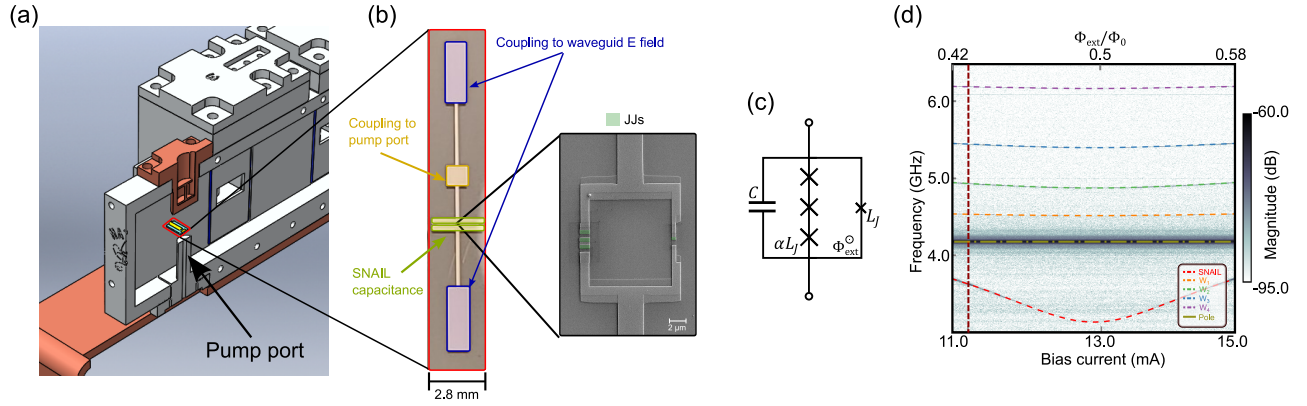 (a)
Pump port
(b)
Coupling to waveguid E field
Coupling to
pump port
SNAIL
capacitance
2.8 mm
JJs
2 μm
(c)
C
αL_J
Φ_ext ⊙
L_J
(d)
Φ_ext/Φ_0
0.42 0.5 0.58
6.0
5.0
4.0
Frequency (GHz)
11.0 13.0 15.0
Bias current (mA)
SNAIL
W_1
W_2
W_3
W_4
Pole
-60.0
-95.0
Magnitude (dB)